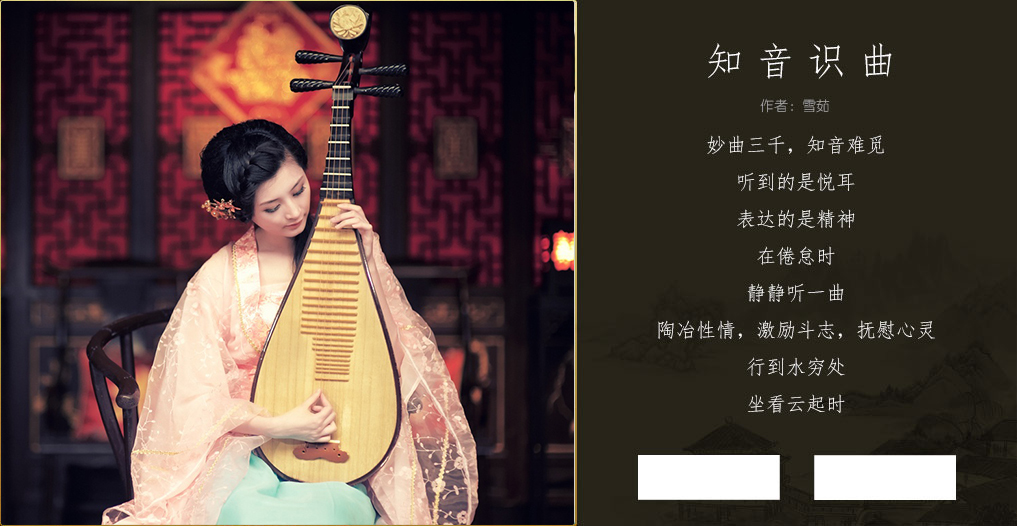 知音识曲
作者：雪茹
妙曲三千，知音难觅
听到的是悦耳
表达的是精神
在倦怠时
静静听一曲
陶冶性情，激励斗志，抚慰心灵
行到水穷处
坐看云起时